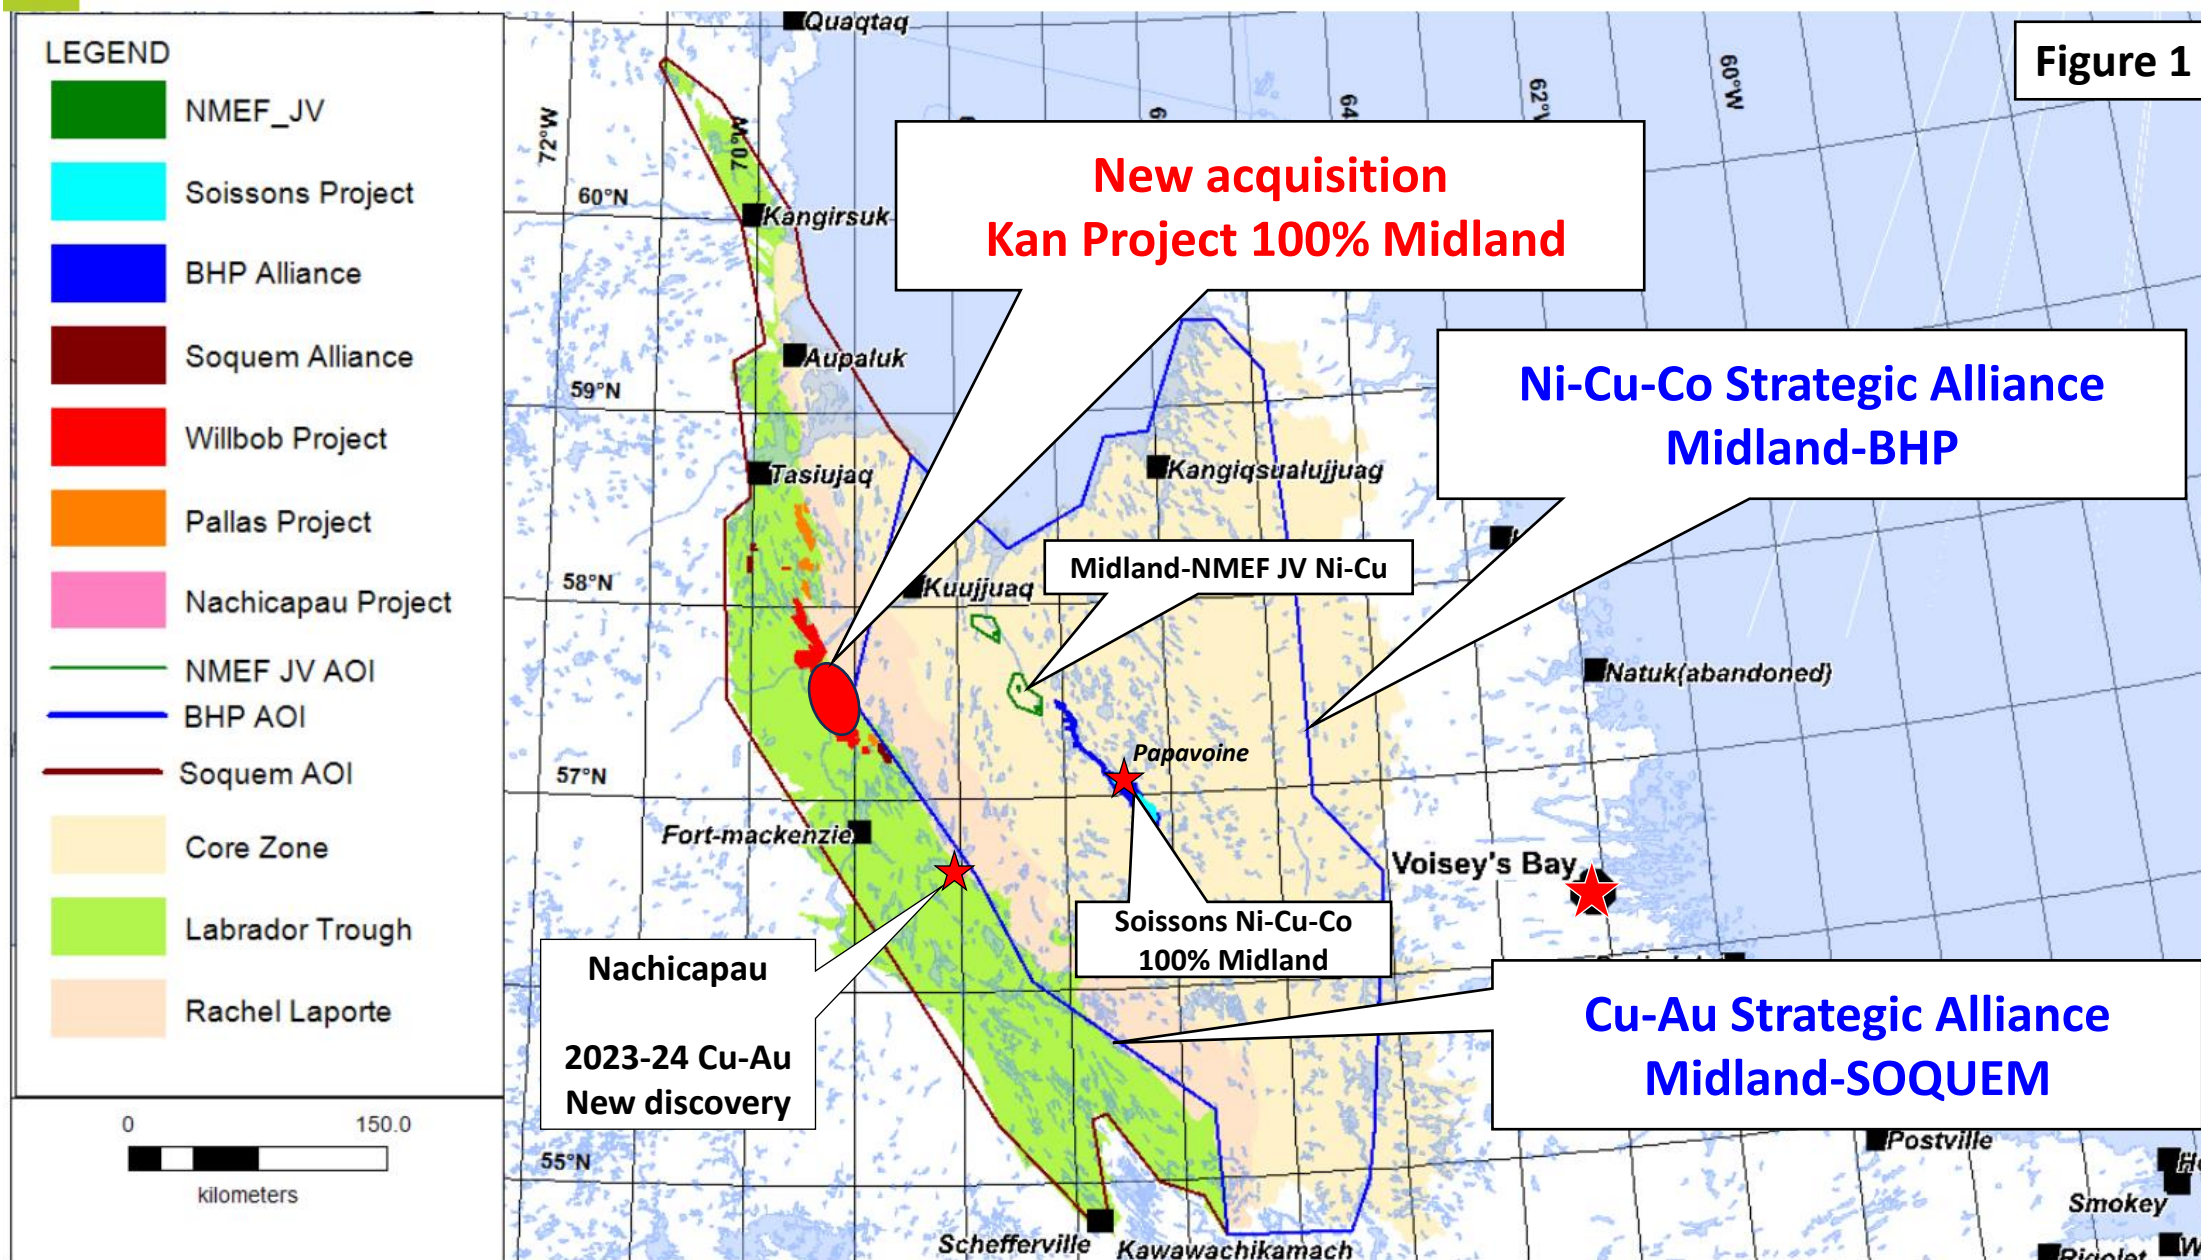 LEGEND
NMEF_JV
Soissons Project
BHP Alliance
Soquem Alliance
Willbob Project
Pallas Project
Nachicapau Project
NMEF JV AOI
BHP AOI
Soquem AOI
Core Zone
Labrador Trough
Rachel Laporte
0 150.0
kilometers
Figure 1
Quaqtaq
72°W
70°W
64
60°W
60°N
Kangirsuk
New acquisition
Kan Project 100% Midland
Aupaluk
59°N
Ni-Cu-Co Strategic Alliance
Midland-BHP
Tasiujaq
Kangiqsualujjuaq
58°N
Kuujjuaq
Midland-NMEF JV Ni-Cu
Natuk(abandoned)
57°N
Papavoine
Fort-mackenzie
Voisey's Bay
Soissons Ni-Cu-Co
100% Midland
Nachicapau
2023-24 Cu-Au
New discovery
Cu-Au Strategic Alliance
Midland-SOQUEM
55°N
Postville
Smokey
Schefferville
Kawawachikamach